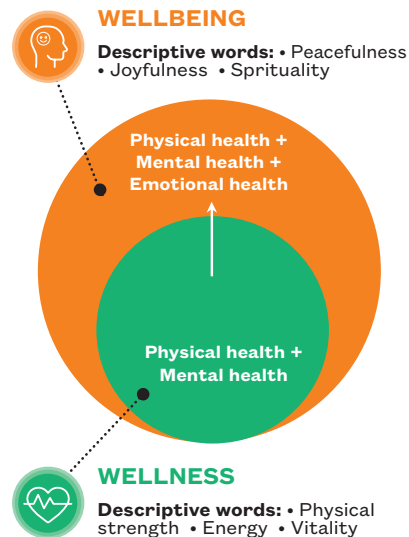 WELLBEING
Descriptive words: • Peacefulness
• Joyfulness • Sprituality
Physical health +
Mental health +
Emotional health
Physical health +
Mental health
WELLNESS
Descriptive words: • Physical
strength • Energy • Vitality